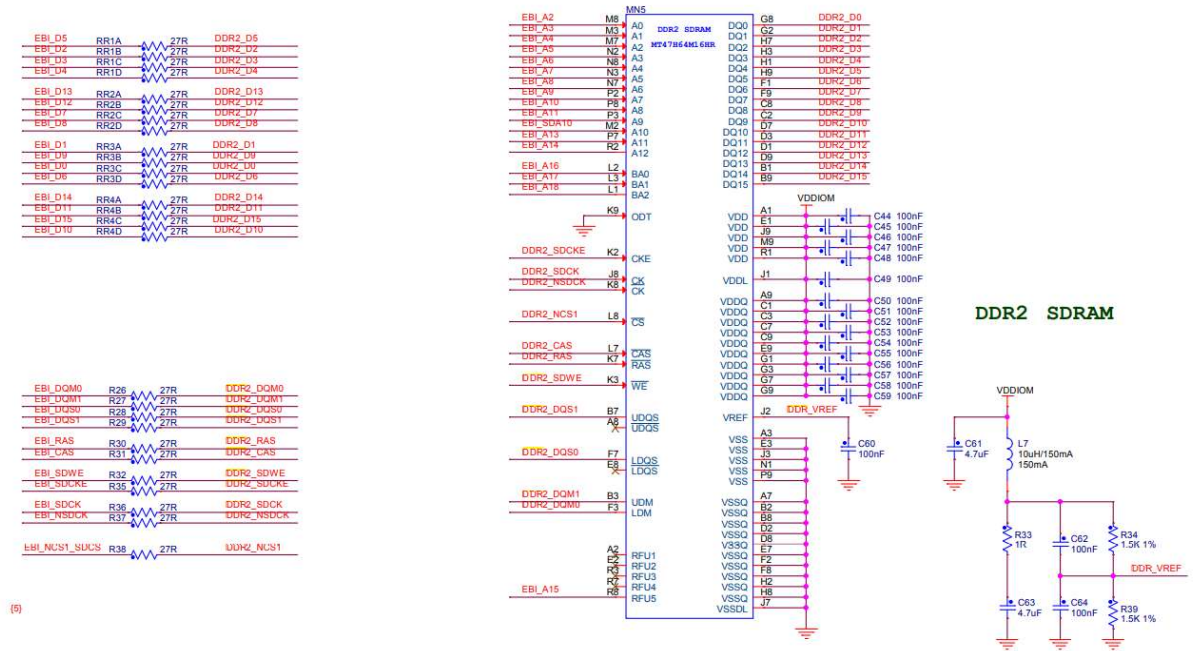 EBI_D5 RR1A 27R DDR2_D5
EBI_D2 RR1B 27R DDR2_D2
EBI_D3 RR1C 27R DDR2_D3
EBI_D4 RR1D 27R DDR2_D4
EBI_D13 RR2A 27R DDR2_D13
EBI_D12 RR2B 27R DDR2_D12
EBI_D7 RR2C 27R DDR2_D7
EBI_D8 RR2D 27R DDR2_D8
EBI_D1 RR3A 27R DDR2_D1
EBI_D9 RR3B 27R DDR2_D9
EBI_D0 RR3C 27R DDR2_D0
EBI_D6 RR3D 27R DDR2_D6
EBI_D14 RR4A 27R DDR2_D14
EBI_D11 RR4B 27R DDR2_D11
EBI_D15 RR4C 27R DDR2_D15
EBI_D10 RR4D 27R DDR2_D10
EBI_DQM0 R26 27R DDR2_DQM0
EBI_DQM1 R27 27R DDR2_DQM1
EBI_DQS0 R28 27R DDR2_DQS0
EBI_DQS1 R29 27R DDR2_DQS1
EBI_RAS R30 27R DDR2_RAS
EBI_CAS R31 27R DDR2_CAS
EBI_SDWE R32 27R DDR2_SDWE
EBI_SDCKE R35 27R DDR2_SDCKE
EBI_SDCK R36 27R DDR2_SDCK
EBI_NSDCK R37 27R DDR2_NSDCK
EBI_NCS1_SDCS R38 27R DDR2_NCS1
{5}
MN5
DDR2 SDRAM
MT47H64M16HR
EBI_A2 M8 A0
EBI_A3 M3 A1
EBI_A4 M7 A2
EBI_A5 N2 A3
EBI_A6 N8 A4
EBI_A7 N3 A5
EBI_A8 N7 A6
EBI_A9 P2 A7
EBI_A10 P8 A8
EBI_A11 P3 A9
EBI_SDA10 M2 A10
EBI_A13 P7 A11
EBI_A14 R2 A12
EBI_A16 L2 BA0
EBI_A17 L3 BA1
EBI_A18 L1 BA2
K9 ODT
DDR2_SDCKE K2 CKE
DDR2_SDCK J8 CK
DDR2_NSDCK K8 CK
DDR2_NCS1 L8 CS
DDR2_CAS L7 CAS
DDR2_RAS K7 RAS
DDR2_SDWE K3 WE
DDR2_DQS1 B7 UDQS
A8 UDQS
DDR2_DQS0 F7 LDQS
E8 LDQS
DDR2_DQM1 B3 UDM
DDR2_DQM0 F3 LDM
A2 RFU1
E2 RFU2
R3 RFU3
R7 RFU4
EBI_A15 R8 RFU5
DQ0 G8 DDR2_D0
DQ1 G2 DDR2_D1
DQ2 H7 DDR2_D2
DQ3 H3 DDR2_D3
DQ4 H1 DDR2_D4
DQ5 H9 DDR2_D5
DQ6 F1 DDR2_D6
DQ7 F9 DDR2_D7
DQ8 C8 DDR2_D8
DQ9 C2 DDR2_D9
DQ10 D7 DDR2_D10
DQ11 D3 DDR2_D11
DQ12 D1 DDR2_D12
DQ13 D9 DDR2_D13
DQ14 B1 DDR2_D14
DQ15 B9 DDR2_D15
VDDIOM
VDD A1 C44 100nF
VDD E1 C45 100nF
VDD J9 C46 100nF
VDD M9 C47 100nF
VDD R1 C48 100nF
VDDL J1 C49 100nF
VDDQ A9 C50 100nF
VDDQ C1 C51 100nF
VDDQ C3 C52 100nF
VDDQ C7 C53 100nF
VDDQ C9 C54 100nF
VDDQ E9 C55 100nF
VDDQ G1 C56 100nF
VDDQ G3 C57 100nF
VDDQ G7 C58 100nF
VDDQ G9 C59 100nF
VREF J2 DDR_VREF
C60
100nF
VSS A3
VSS E3
VSS J3
VSS N1
VSS P9
VSSQ A7
VSSQ B2
VSSQ B8
VSSQ D2
VSSQ D8
VSSQ E7
VSSQ F2
VSSQ F8
VSSQ H2
VSSQ H8
VSSDL J7
DDR2 SDRAM
VDDIOM
C61
4.7uF
L7
10uH/150mA
150mA
R33
1R
C62
100nF
R34
1.5K 1%
DDR_VREF
C63
4.7uF
C64
100nF
R39
1.5K 1%